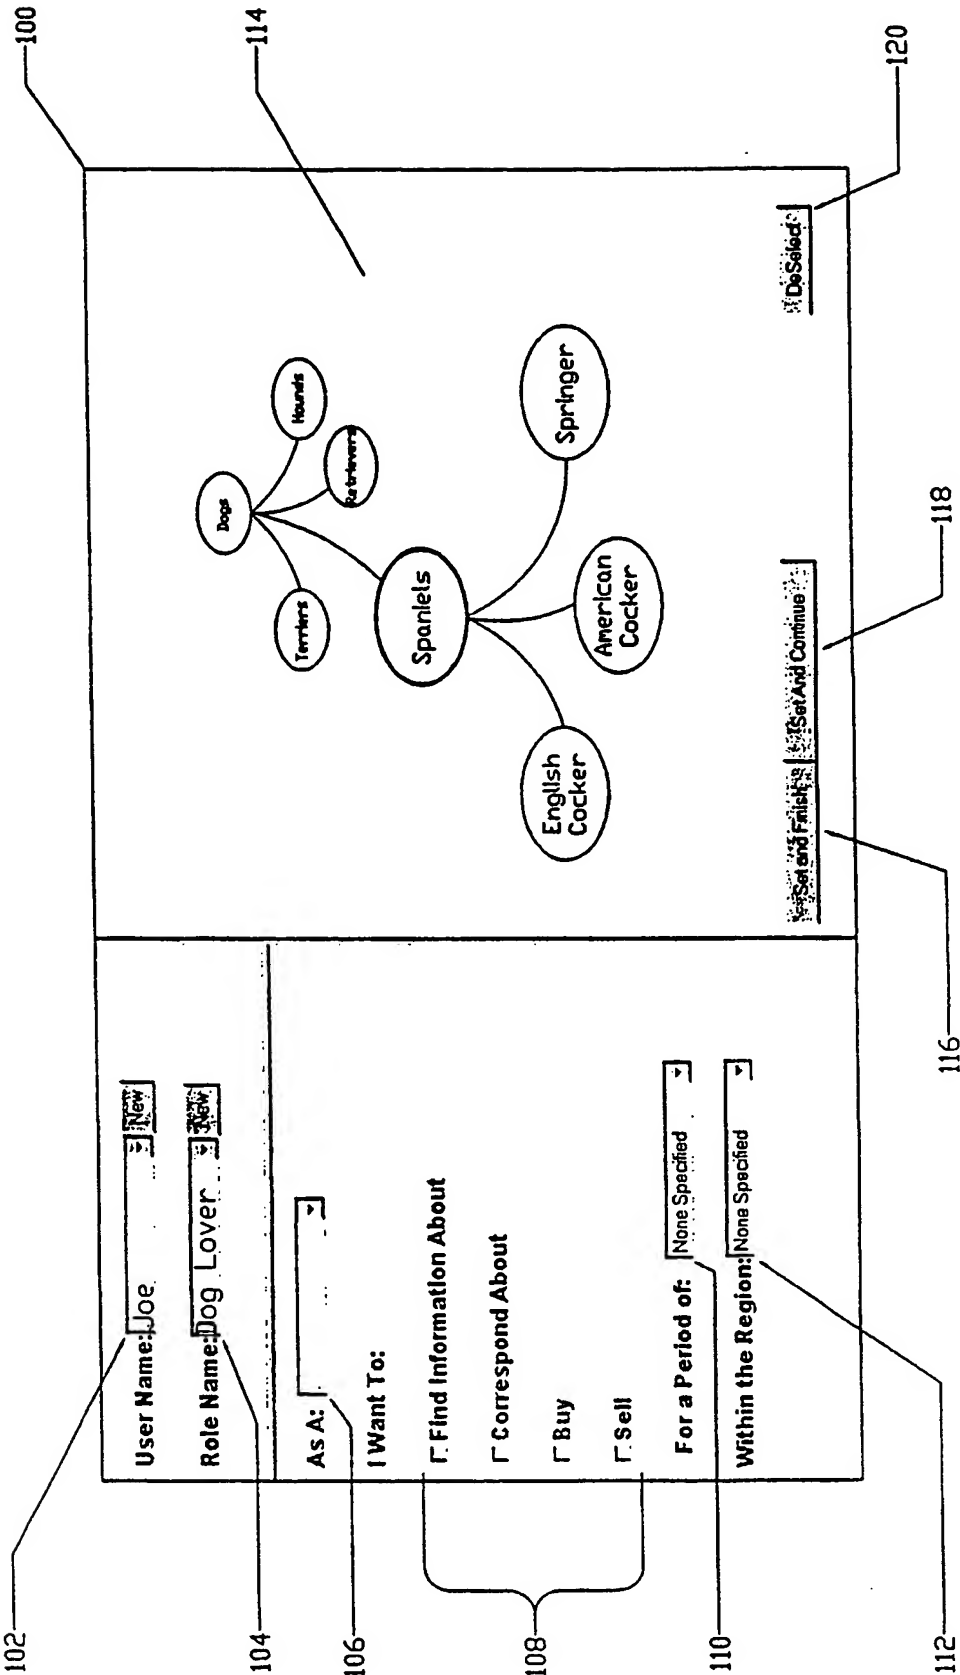 100
114
120
102
User Name: Joe New
104
Role Name: Dog Lover New
106
As A:
I Want To:
108
Find Information About
Correspond About
Buy
Sell
110
For a Period of: None Specified
112
Within the Region: None Specified
Dogs
Terriers
Retrievers
Hounds
Spaniels
English
Cocker
American
Cocker
Springer
Set and Finish
Set And Continue
DeSelect
116
118